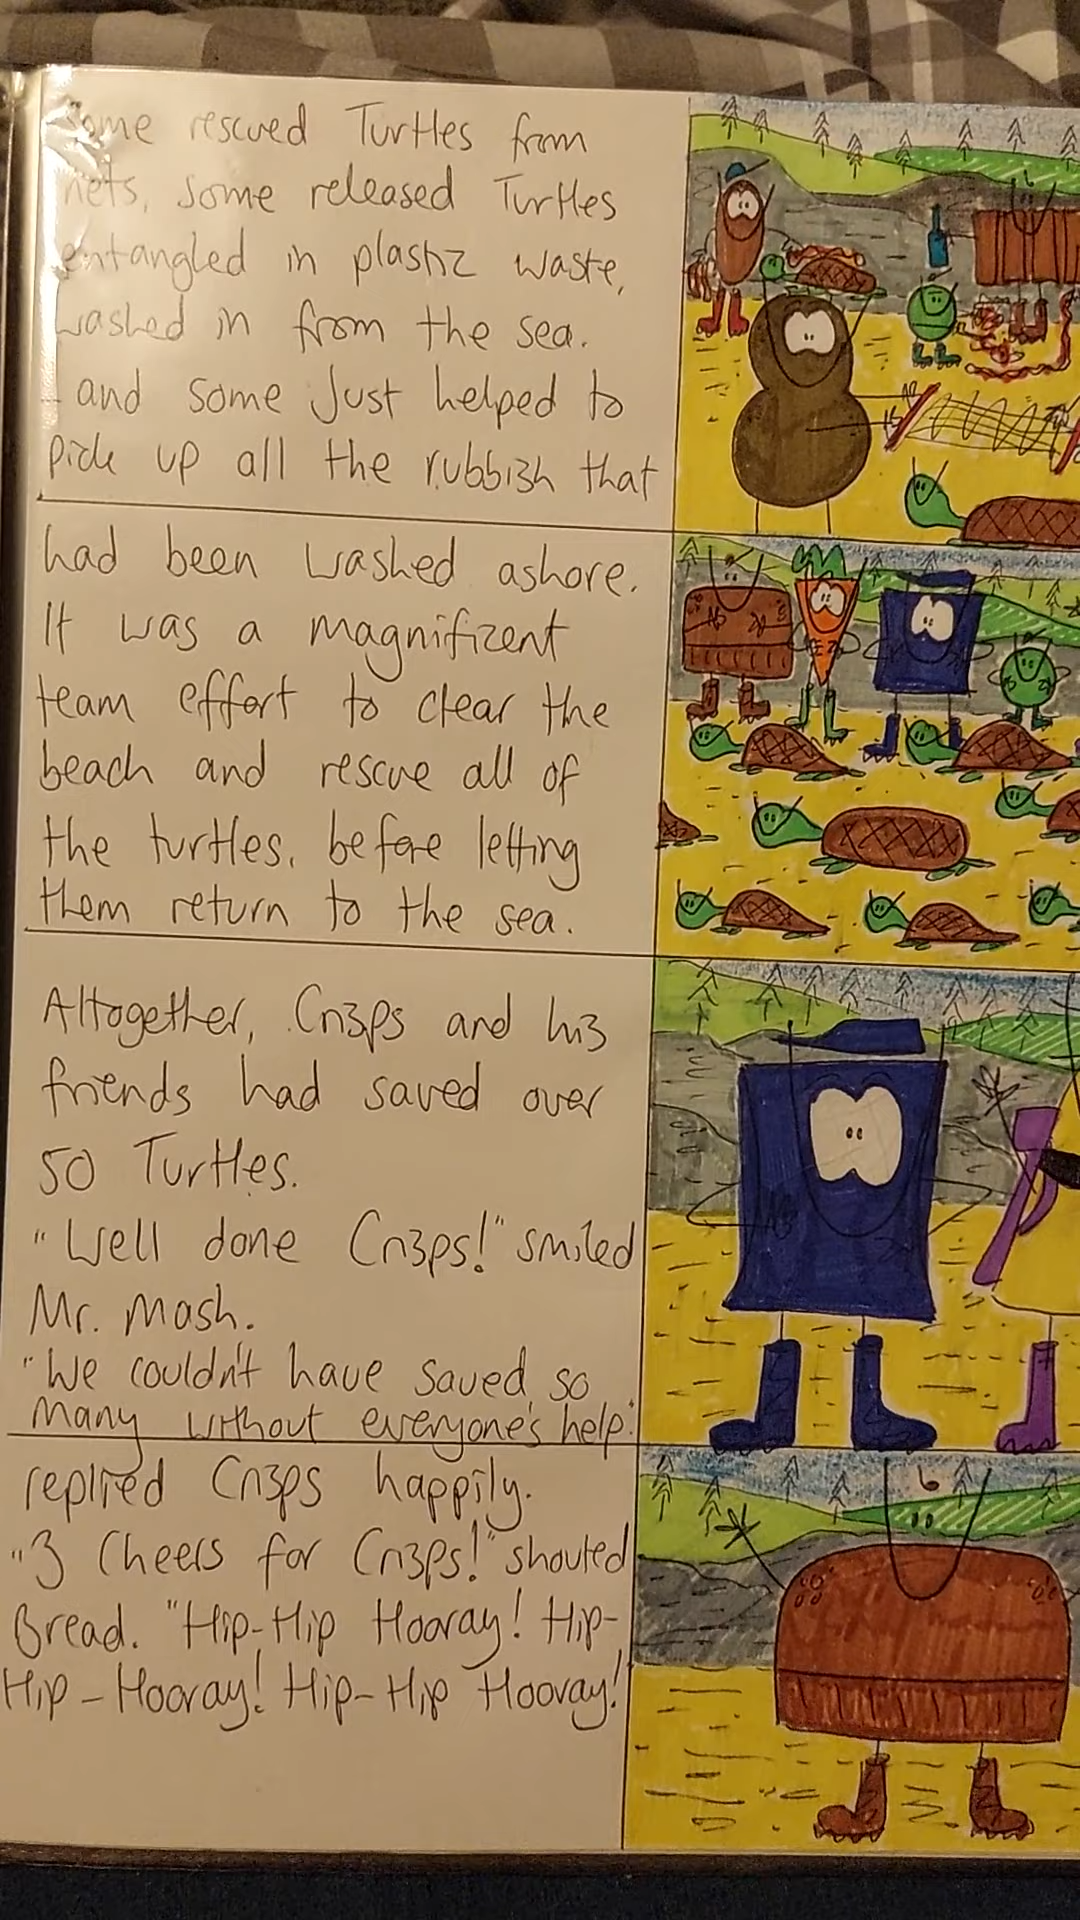 Some rescued Turtles from
nets, some released Turtles
entangled in plastic waste,
washed in from the sea.
and some just helped to
pick up all the rubbish that
had been washed ashore.
It was a magnificent
team effort to clear the
beach and rescue all of
the turtles, before letting
them return to the sea.
Altogether, Crisps and his
friends had saved over
50 Turtles.
"Well done Crisps!" smiled
Mr. Mash.
"We couldn't have saved so
many without everyone's help"
replied Crisps happily.
"3 Cheers for Crisps!" shouted
Bread. "Hip-Hip Hooray! Hip-
Hip-Hooray! Hip-Hip Hooray!